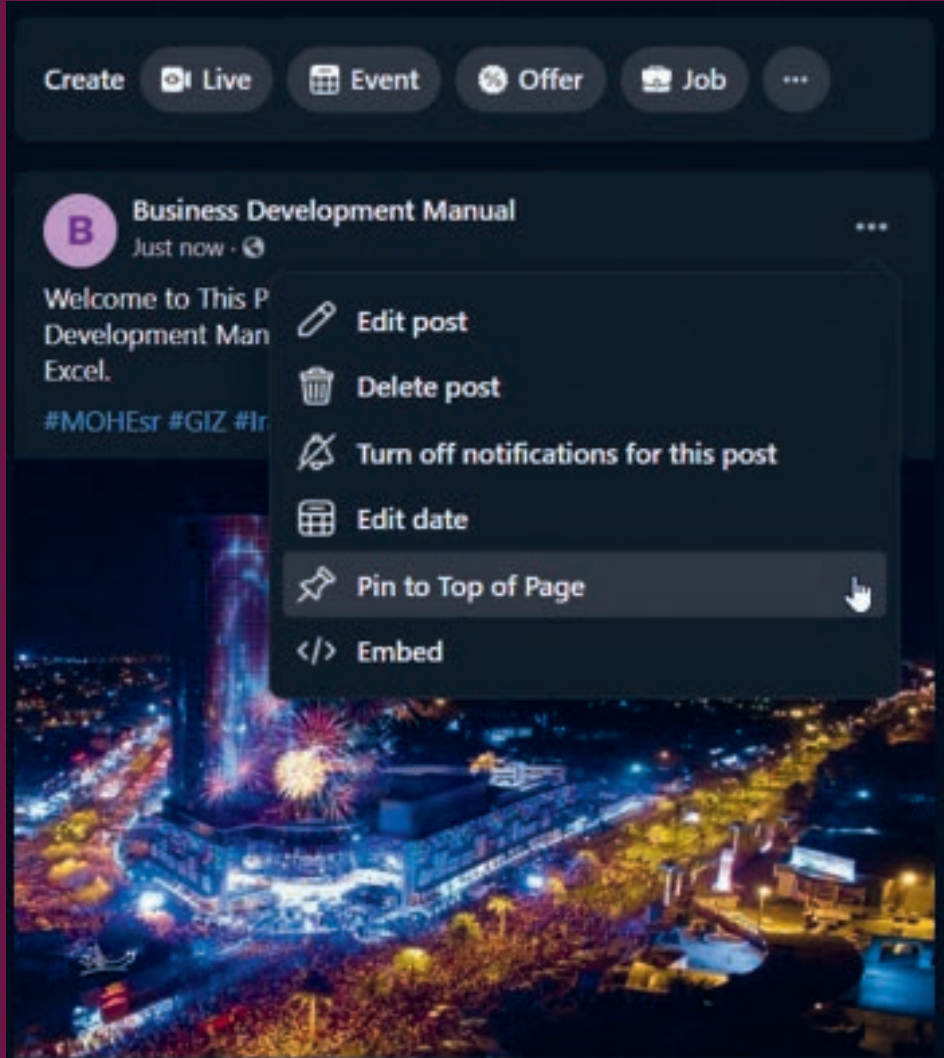 Create Live Event Offer Job
B
Business Development Manual
Just now
Welcome to This P
Development Man
Excel.
#MOHEsr #GIZ #Ir
Edit post
Delete post
Turn off notifications for this post
Edit date
Pin to Top of Page
</> Embed